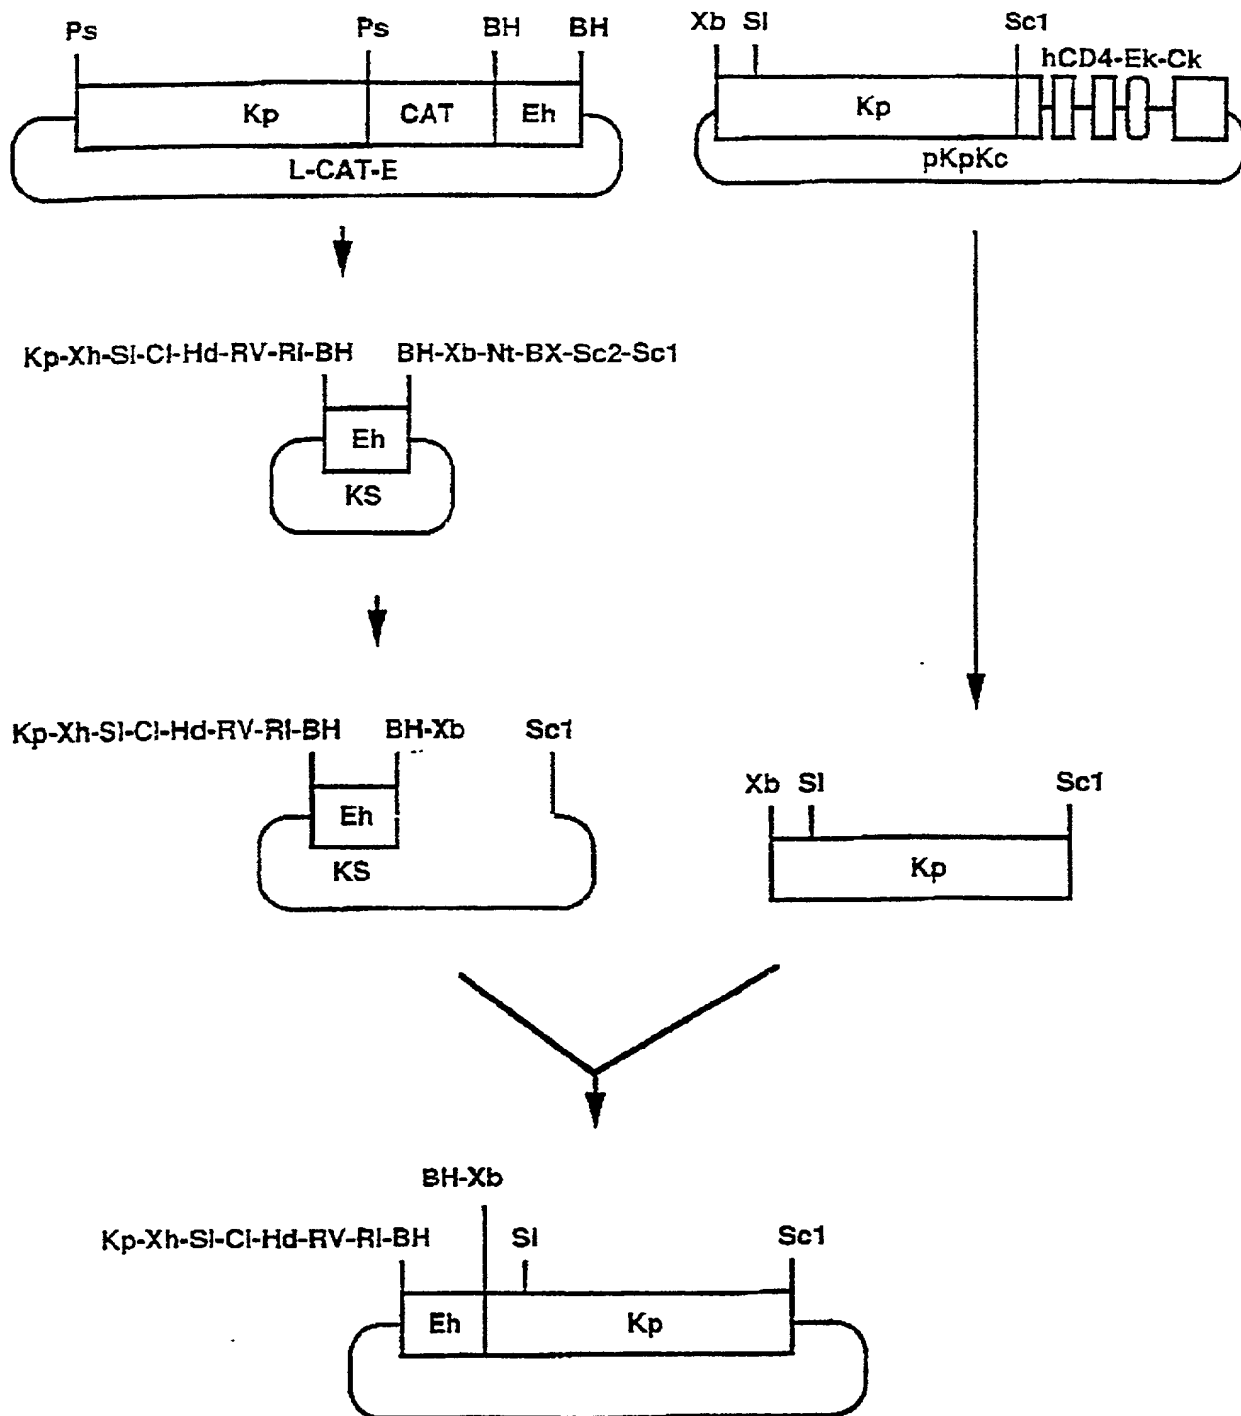 Ps Ps BH BH
Kp CAT Eh
L-CAT-E
Xb Sl Sc1
hCD4-Ek-Ck
Kp
pKpKc
Kp-Xh-Sl-Cl-Hd-RV-RI-BH BH-Xb-Nt-BX-Sc2-Sc1
Eh
KS
Kp-Xh-Sl-Cl-Hd-RV-RI-BH BH-Xb Sc1
Eh
KS
Xb Sl Sc1
Kp
BH-Xb
Kp-Xh-Sl-Cl-Hd-RV-RI-BH Sl Sc1
Eh Kp